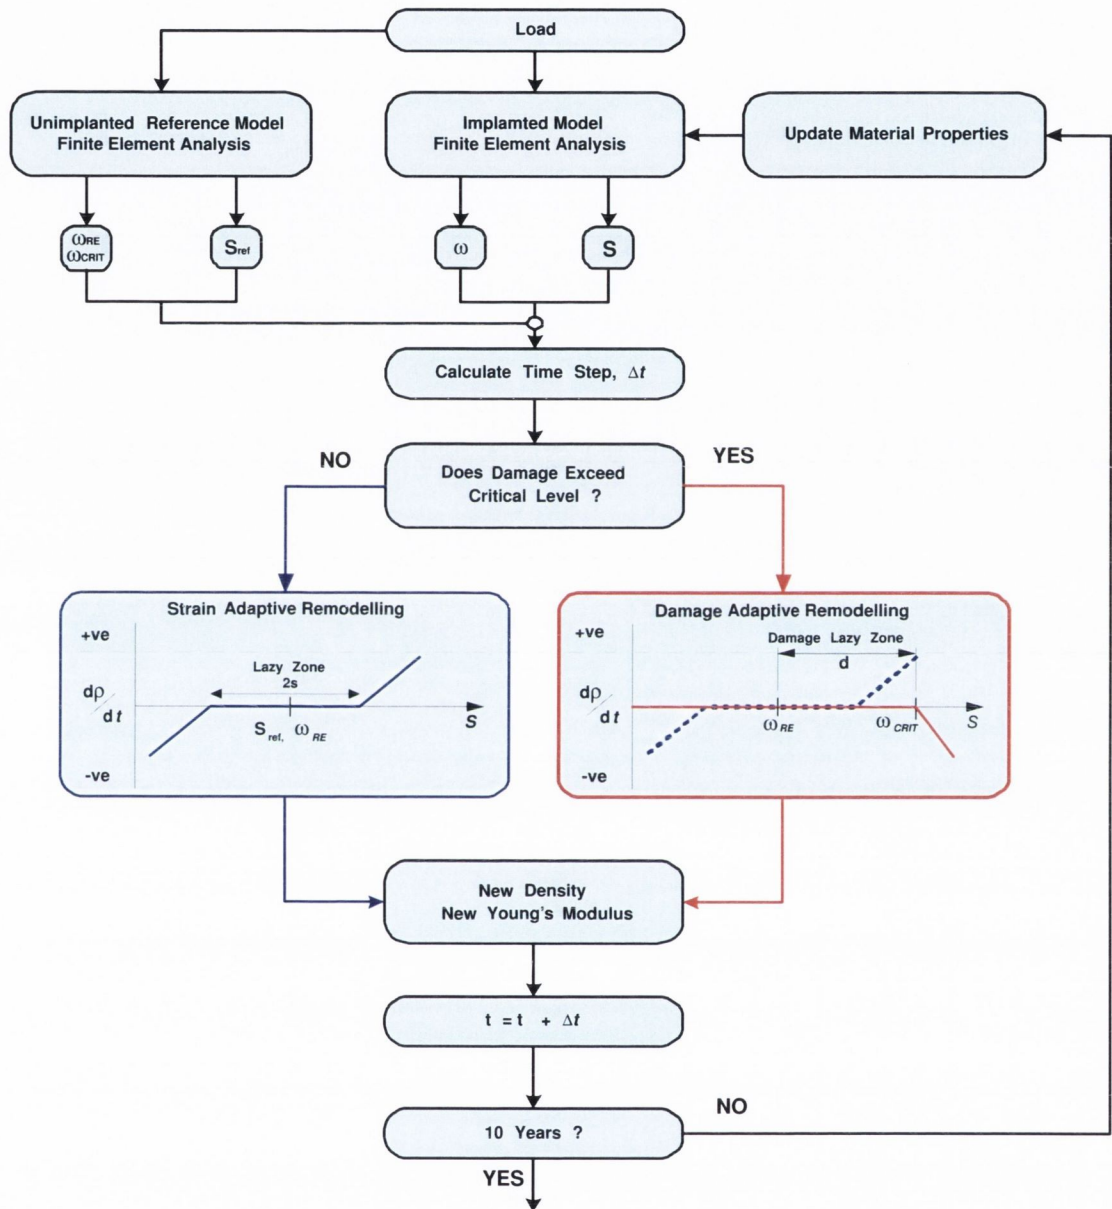 Load
Unimplanted Reference Model
Finite Element Analysis
Implamted Model
Finite Element Analysis
Update Material Properties
ωRE
ωCRIT
Sref
ω
S
Calculate Time Step, Δt
NO
YES
Does Damage Exceed
Critical Level ?
Strain Adaptive Remodelling
+ve
Lazy Zone
2s
dρ/dt
S
Sref, ωRE
-ve
Damage Adaptive Remodelling
+ve
Damage Lazy Zone
d
dρ/dt
ωRE
ωCRIT
S
-ve
New Density
New Young's Modulus
t = t + Δt
NO
10 Years ?
YES